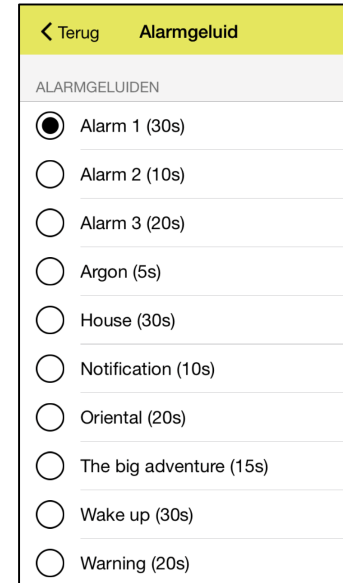 Terug Alarmgeluid
ALARMGELUIDEN
Alarm 1 (30s)
Alarm 2 (10s)
Alarm 3 (20s)
Argon (5s)
House (30s)
Notification (10s)
Oriental (20s)
The big adventure (15s)
Wake up (30s)
Warning (20s)